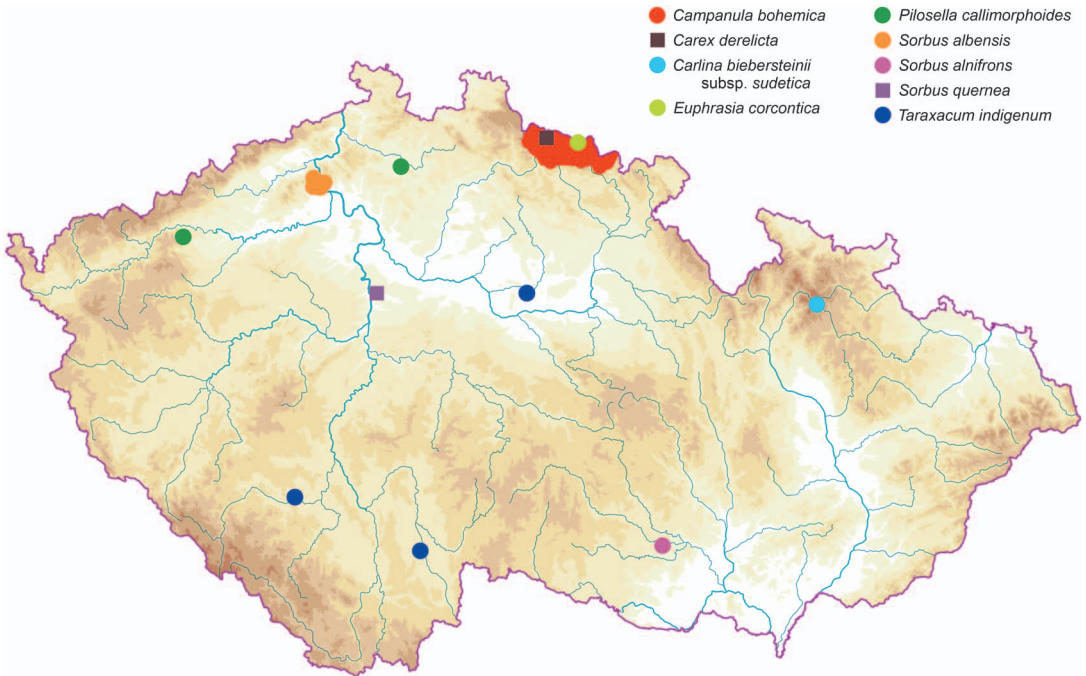 Campanula bohemica
Carex derelicta
Carlina biebersteinii
subsp. sudetica
Euphrasia corcontica
Pilosella callimorphoides
Sorbus albensis
Sorbus alnifrons
Sorbus quernea
Taraxacum indigenum